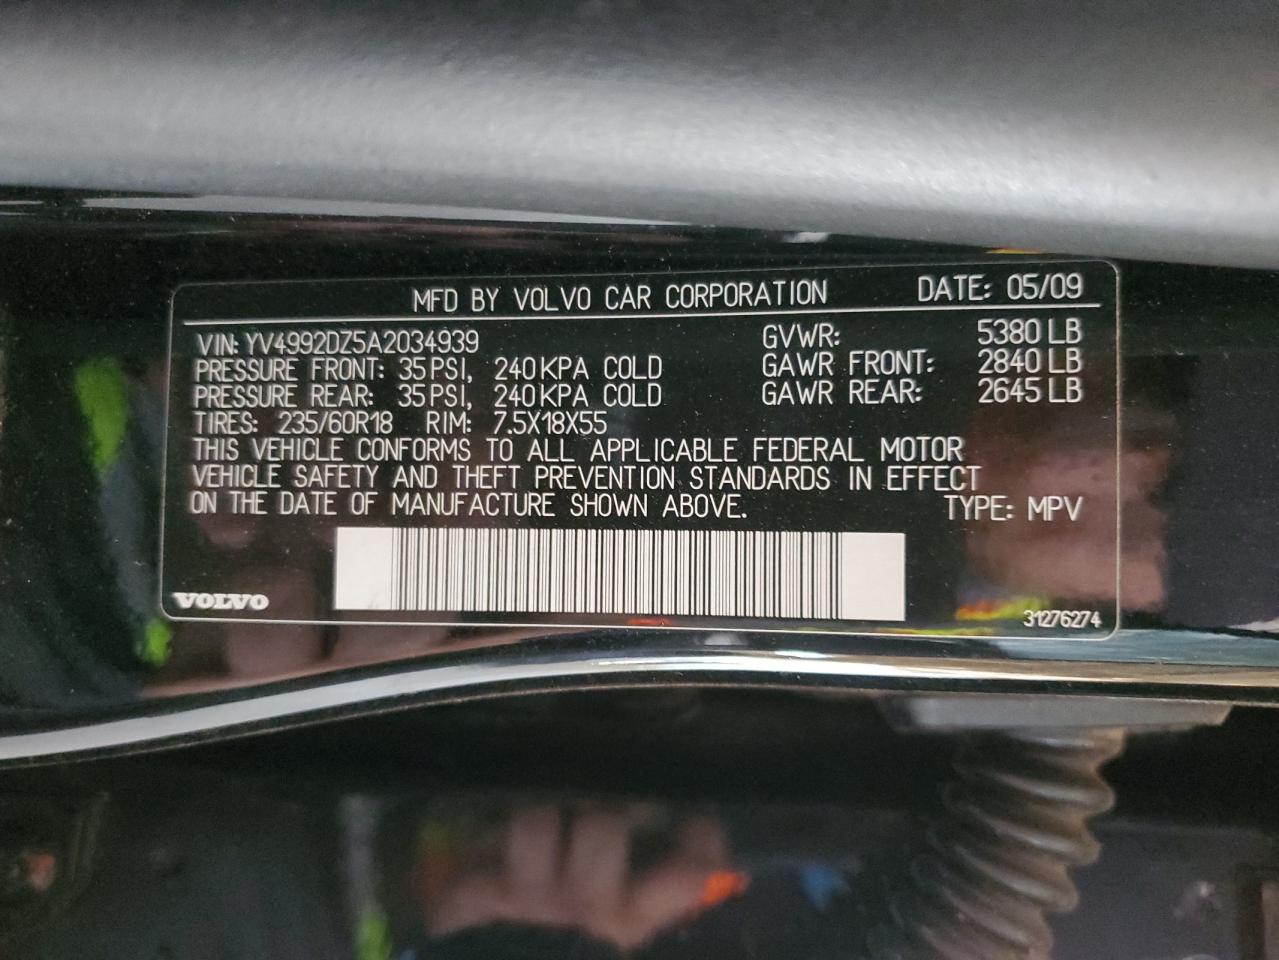 MFD BY VOLVO CAR CORPORATION DATE: 05/09
VIN: YV4992DZ5A2034939 GVWR: 5380 LB
PRESSURE FRONT: 35 PSI, 240 KPA COLD GAWR FRONT: 2840 LB
PRESSURE REAR: 35 PSI, 240 KPA COLD GAWR REAR: 2645 LB
TIRES: 235/60R18 RIM: 7.5X18X55
THIS VEHICLE CONFORMS TO ALL APPLICABLE FEDERAL MOTOR
VEHICLE SAFETY AND THEFT PREVENTION STANDARDS IN EFFECT
ON THE DATE OF MANUFACTURE SHOWN ABOVE. TYPE: MPV
VOLVO 31276274